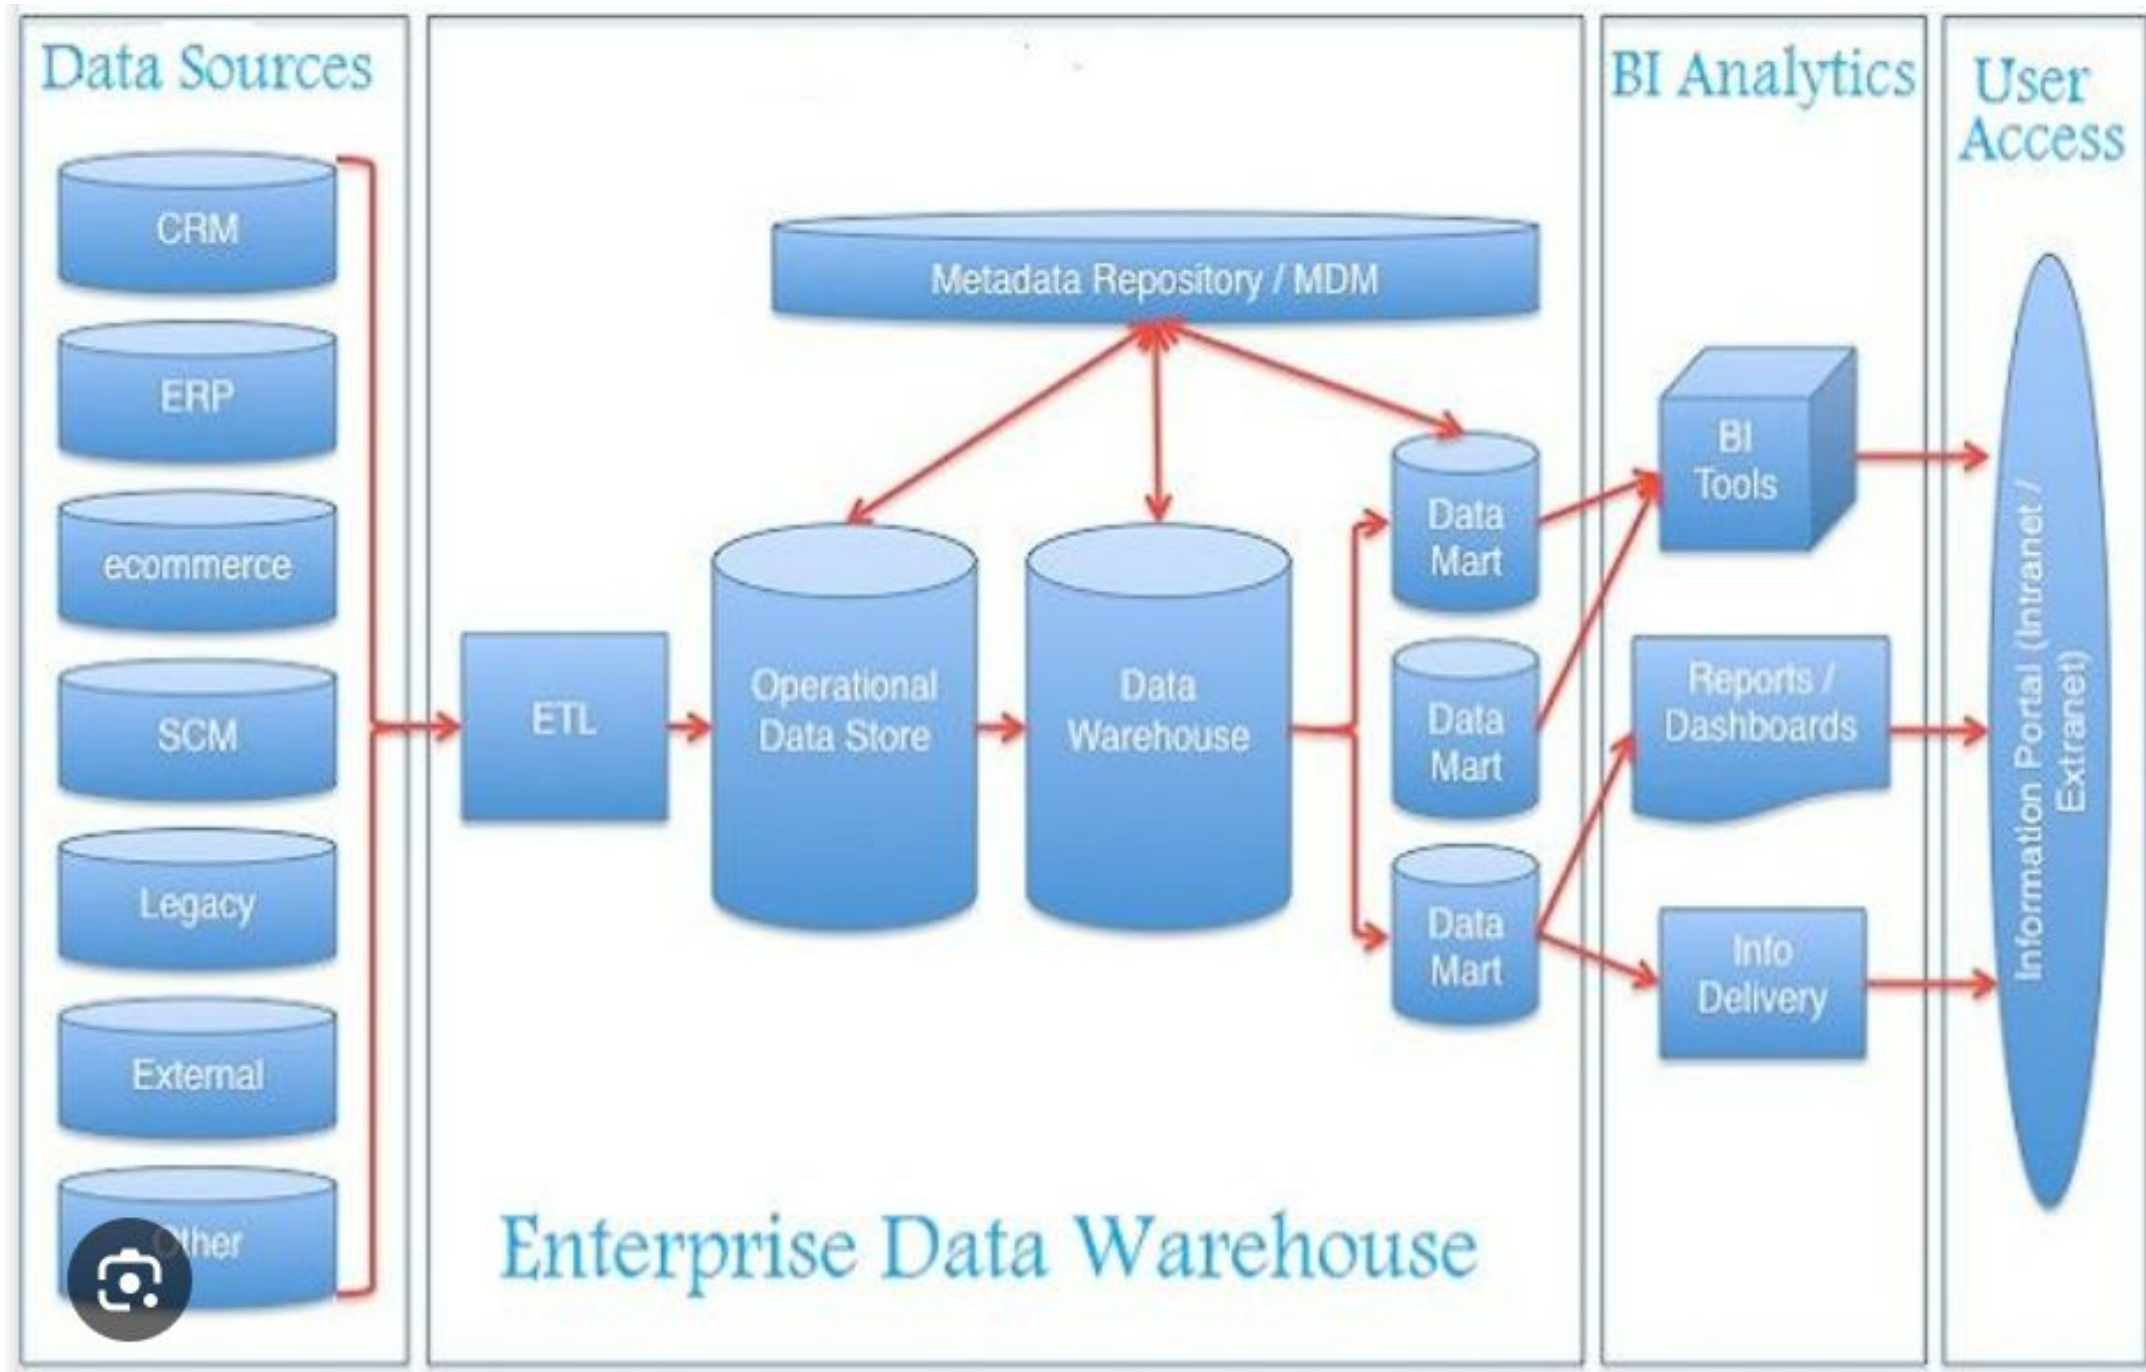 Data Sources
CRM
ERP
ecommerce
SCM
Legacy
External
Other
Metadata Repository / MDM
ETL
Operational
Data Store
Data
Warehouse
Data
Mart
Data
Mart
Data
Mart
Enterprise Data Warehouse
BI Analytics
BI
Tools
Reports /
Dashboards
Info
Delivery
User
Access
Information Portal (Intranet /
Extranet)